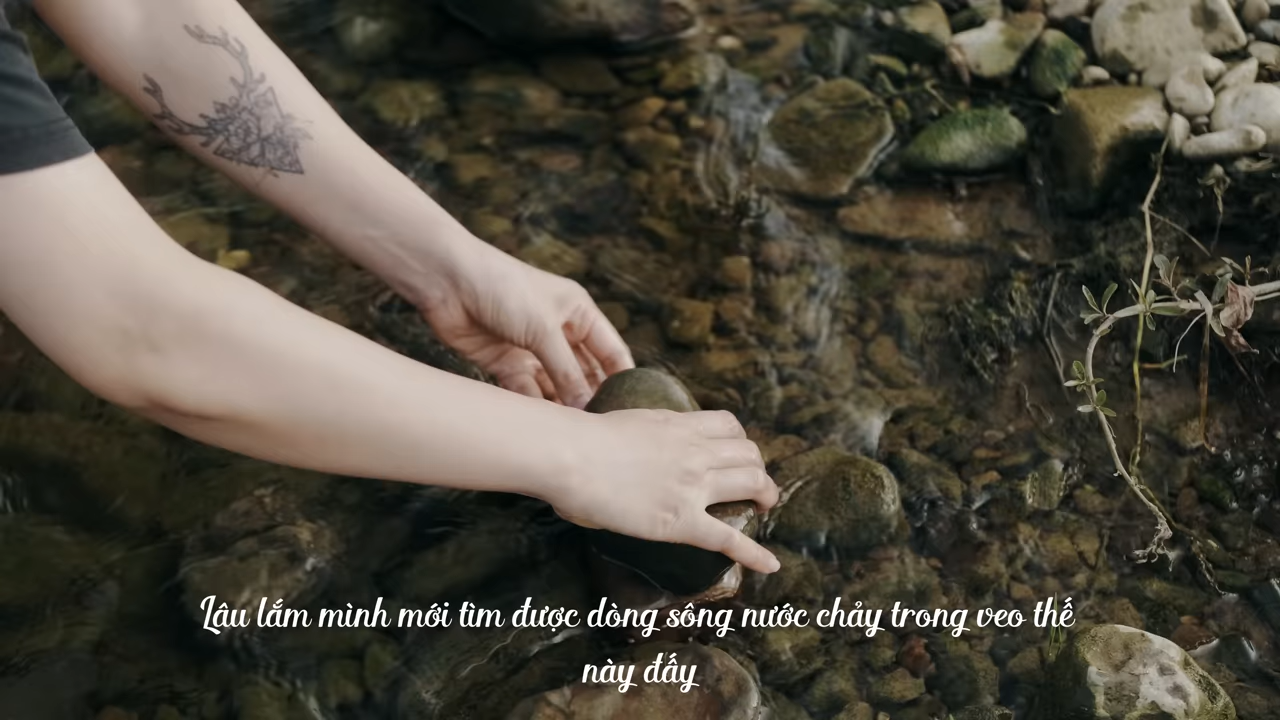 Lâu lắm mình mới tìm được dòng sông nước chảy trong veo thế
này đấy